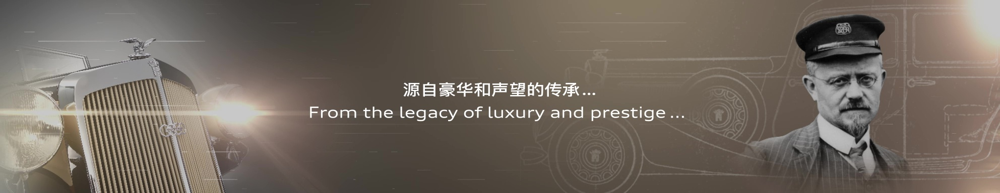 源自豪华和声望的传承...
From the legacy of luxury and prestige ...